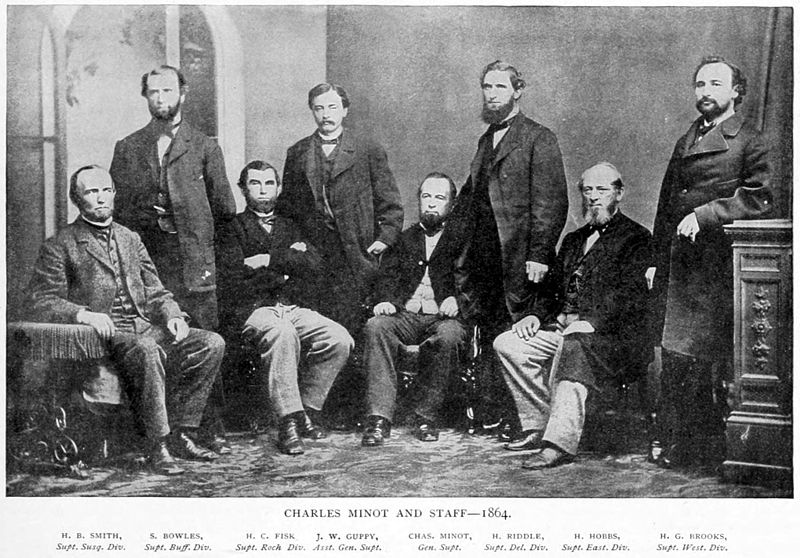 CHARLES MINOT AND STAFF—1864.
H. B. SMITH, S. BOWLES, H. C. FISK J. W. GUPPY, CHAS. MINOT, H. RIDDLE, H. HOBBS, H. G. BROOKS,
Supt. Susq. Div. Supt. Buff. Div. Supt. Roch Div. Asst. Gen. Supt. Gen. Supt. Supt. Del. Div. Supt. East. Div. Supt. West. Div.